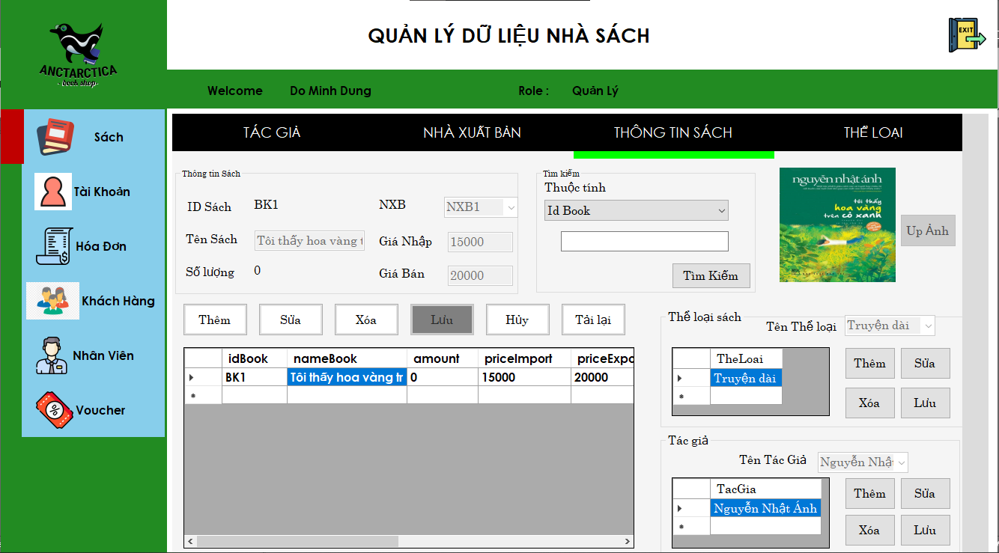 QUẢN LÝ DỮ LIỆU NHÀ SÁCH
EXIT
ANCTARCTICA
- book shop-
Welcome Do Minh Dung Role : Quản Lý
Sách
Tài Khoản
Hóa Đơn
Khách Hàng
Nhân Viên
Voucher
TÁC GIẢ NHÀ XUẤT BẢN THÔNG TIN SÁCH THỂ LOẠI
Thông tin Sách
ID Sách BK1 NXB NXB1
Tên Sách Tôi thấy hoa vàng t Giá Nhập 15000
Số lượng 0 Giá Bán 20000
Tìm kiếm
Thuộc tính
Id Book
Tìm Kiếm
nguyễn nhật ánh
tôi thấy
hoa vàng
trên cỏ xanh
Up Ảnh
Thêm Sửa Xóa Lưu Hủy Tải lại
idBook nameBook amount priceImport priceExpo
BK1 Tôi thấy hoa vàng tr 0 15000 20000
Thể loại sách
Tên Thể loại Truyện dài
TheLoai
Truyện dài
Thêm Sửa
Xóa Lưu
Tác giả
Tên Tác Giả Nguyễn Nhậ
TacGia
Nguyễn Nhật Ánh
Thêm Sửa
Xóa Lưu